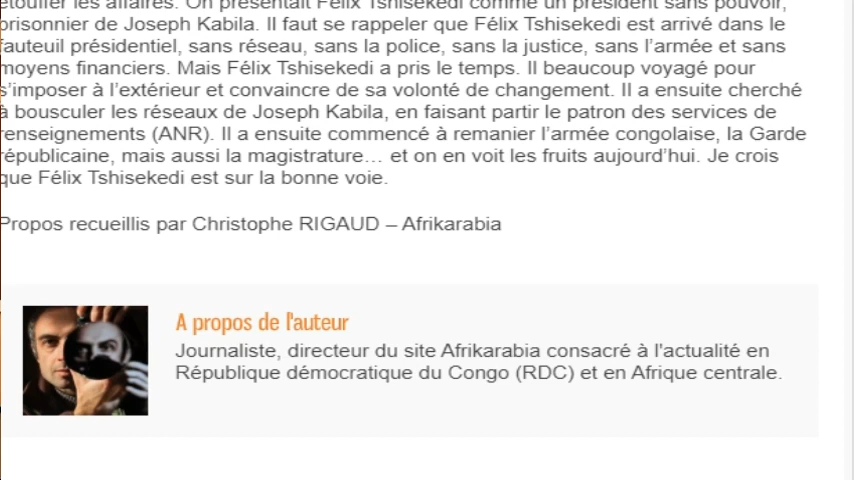 étouffer les affaires. On présentait Félix Tshisekedi comme un président sans pouvoir,
prisonnier de Joseph Kabila. Il faut se rappeler que Félix Tshisekedi est arrivé dans le
fauteuil présidentiel, sans réseau, sans la police, sans la justice, sans l’armée et sans
moyens financiers. Mais Félix Tshisekedi a pris le temps. Il beaucoup voyagé pour
s’imposer à l’extérieur et convaincre de sa volonté de changement. Il a ensuite cherché
à bousculer les réseaux de Joseph Kabila, en faisant partir le patron des services de
renseignements (ANR). Il a ensuite commencé à remanier l’armée congolaise, la Garde
républicaine, mais aussi la magistrature… et on en voit les fruits aujourd’hui. Je crois
que Félix Tshisekedi est sur la bonne voie.
Propos recueillis par Christophe RIGAUD – Afrikarabia
A propos de l'auteur
Journaliste, directeur du site Afrikarabia consacré à l'actualité en
République démocratique du Congo (RDC) et en Afrique centrale.